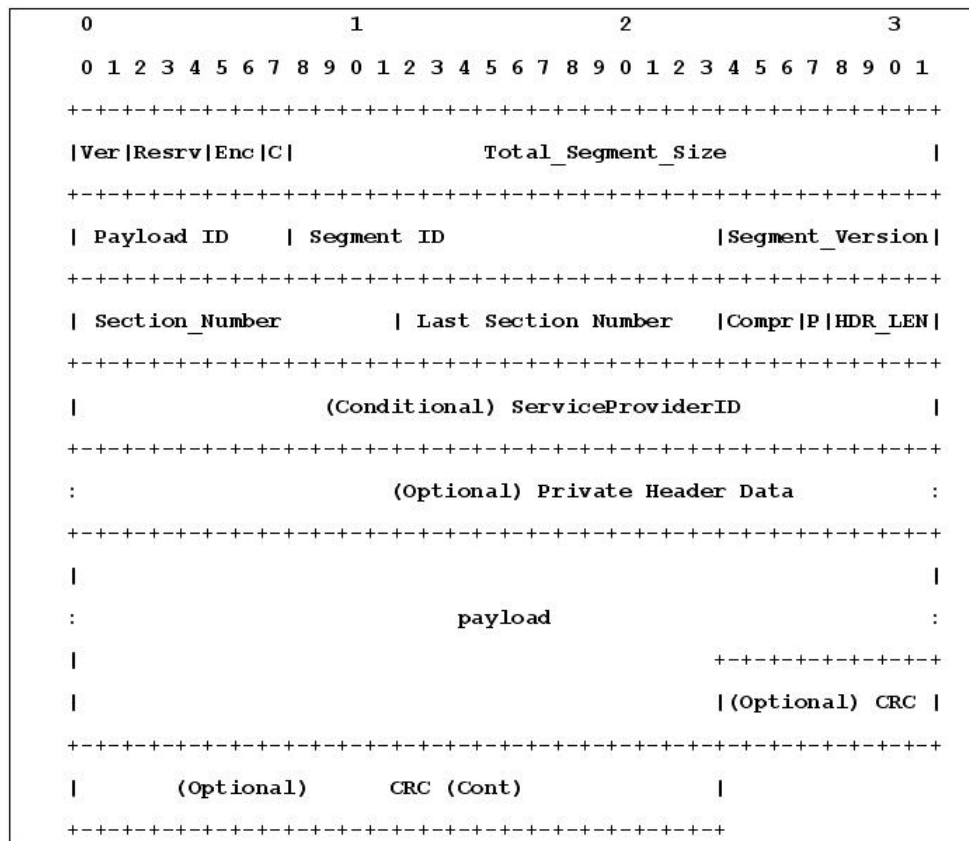 0 1 2 3
0 1 2 3 4 5 6 7 8 9 0 1 2 3 4 5 6 7 8 9 0 1 2 3 4 5 6 7 8 9 0 1
+-+-+-+-+-+-+-+-+-+-+-+-+-+-+-+-+-+-+-+-+-+-+-+-+-+-+-+-+-+-+-+-+
|Ver|Resrv|Enc|C| Total_Segment_Size |
+-+-+-+-+-+-+-+-+-+-+-+-+-+-+-+-+-+-+-+-+-+-+-+-+-+-+-+-+-+-+-+-+
| Payload ID | Segment ID |Segment_Version|
+-+-+-+-+-+-+-+-+-+-+-+-+-+-+-+-+-+-+-+-+-+-+-+-+-+-+-+-+-+-+-+-+
| Section_Number | Last Section Number |Compr|P|HDR_LEN|
+-+-+-+-+-+-+-+-+-+-+-+-+-+-+-+-+-+-+-+-+-+-+-+-+-+-+-+-+-+-+-+-+
| (Conditional) ServiceProviderID |
+-+-+-+-+-+-+-+-+-+-+-+-+-+-+-+-+-+-+-+-+-+-+-+-+-+-+-+-+-+-+-+-+
: (Optional) Private Header Data :
+-+-+-+-+-+-+-+-+-+-+-+-+-+-+-+-+-+-+-+-+-+-+-+-+-+-+-+-+-+-+-+-+
| |
: payload :
| +-+-+-+-+-+-+-+-+
| |(Optional) CRC |
+-+-+-+-+-+-+-+-+-+-+-+-+-+-+-+-+-+-+-+-+-+-+-+-+-+-+-+-+-+-+-+-+
| (Optional) CRC (Cont) |
+-+-+-+-+-+-+-+-+-+-+-+-+-+-+-+-+-+-+-+-+-+-+-+-+